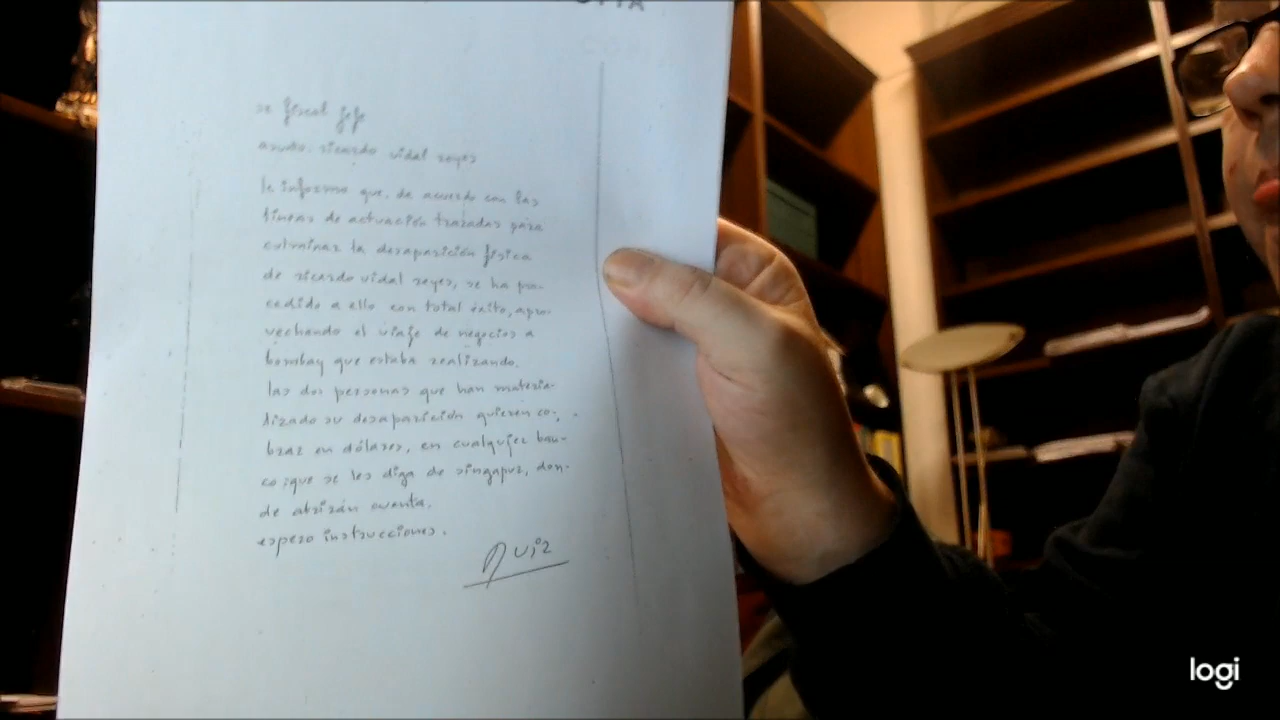 sr fiscal jefe
asunto. ricardo vidal reyes
le informo que, de acuerdo con las
lineas de actuación trazadas para
culminar la desaparición física
de ricardo vidal reyes, se ha pro-
cedido a ello con total éxito, apro-
vechando el viaje de negocios a
bombay que estaba realizando.
las dos personas que han materia-
lizado su desaparición quieren co-
brar en dólares, en cualquier ban-
co que se les diga de singapur, don-
de abrirán cuenta.
espero instrucciones.
Ruiz
logi